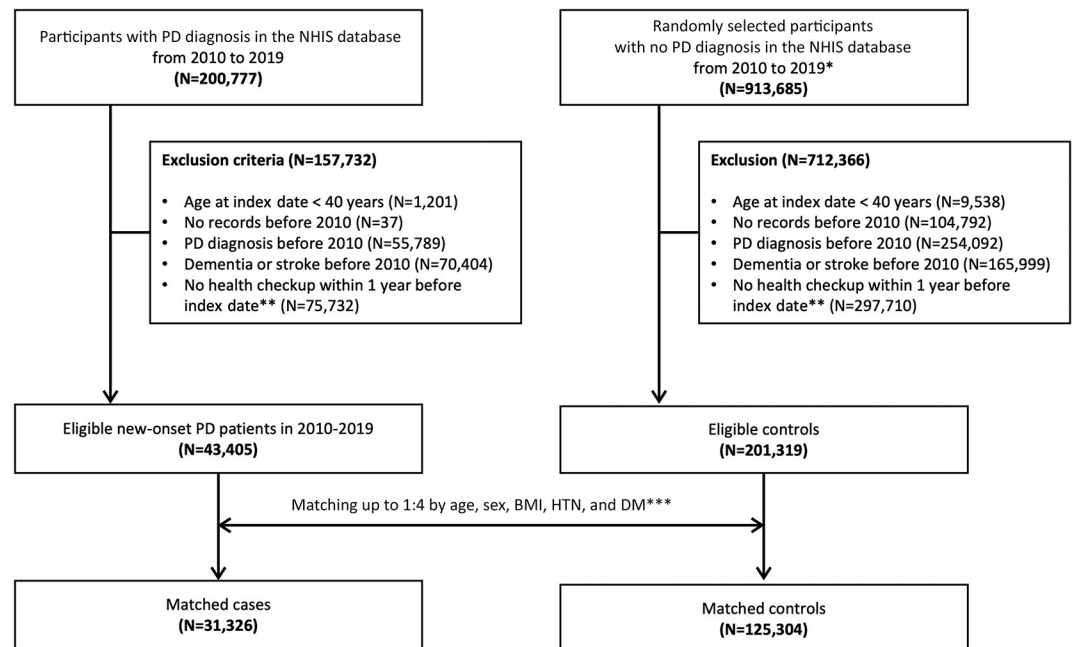 Participants with PD diagnosis in the NHIS database
from 2010 to 2019
(N=200,777)
Randomly selected participants
with no PD diagnosis in the NHIS database
from 2010 to 2019*
(N=913,685)
Exclusion criteria (N=157,732)
• Age at index date < 40 years (N=1,201)
• No records before 2010 (N=37)
• PD diagnosis before 2010 (N=55,789)
• Dementia or stroke before 2010 (N=70,404)
• No health checkup within 1 year before
index date** (N=75,732)
Exclusion (N=712,366)
• Age at index date < 40 years (N=9,538)
• No records before 2010 (N=104,792)
• PD diagnosis before 2010 (N=254,092)
• Dementia or stroke before 2010 (N=165,999)
• No health checkup within 1 year before
index date** (N=297,710)
Eligible new-onset PD patients in 2010-2019
(N=43,405)
Eligible controls
(N=201,319)
Matching up to 1:4 by age, sex, BMI, HTN, and DM***
Matched cases
(N=31,326)
Matched controls
(N=125,304)